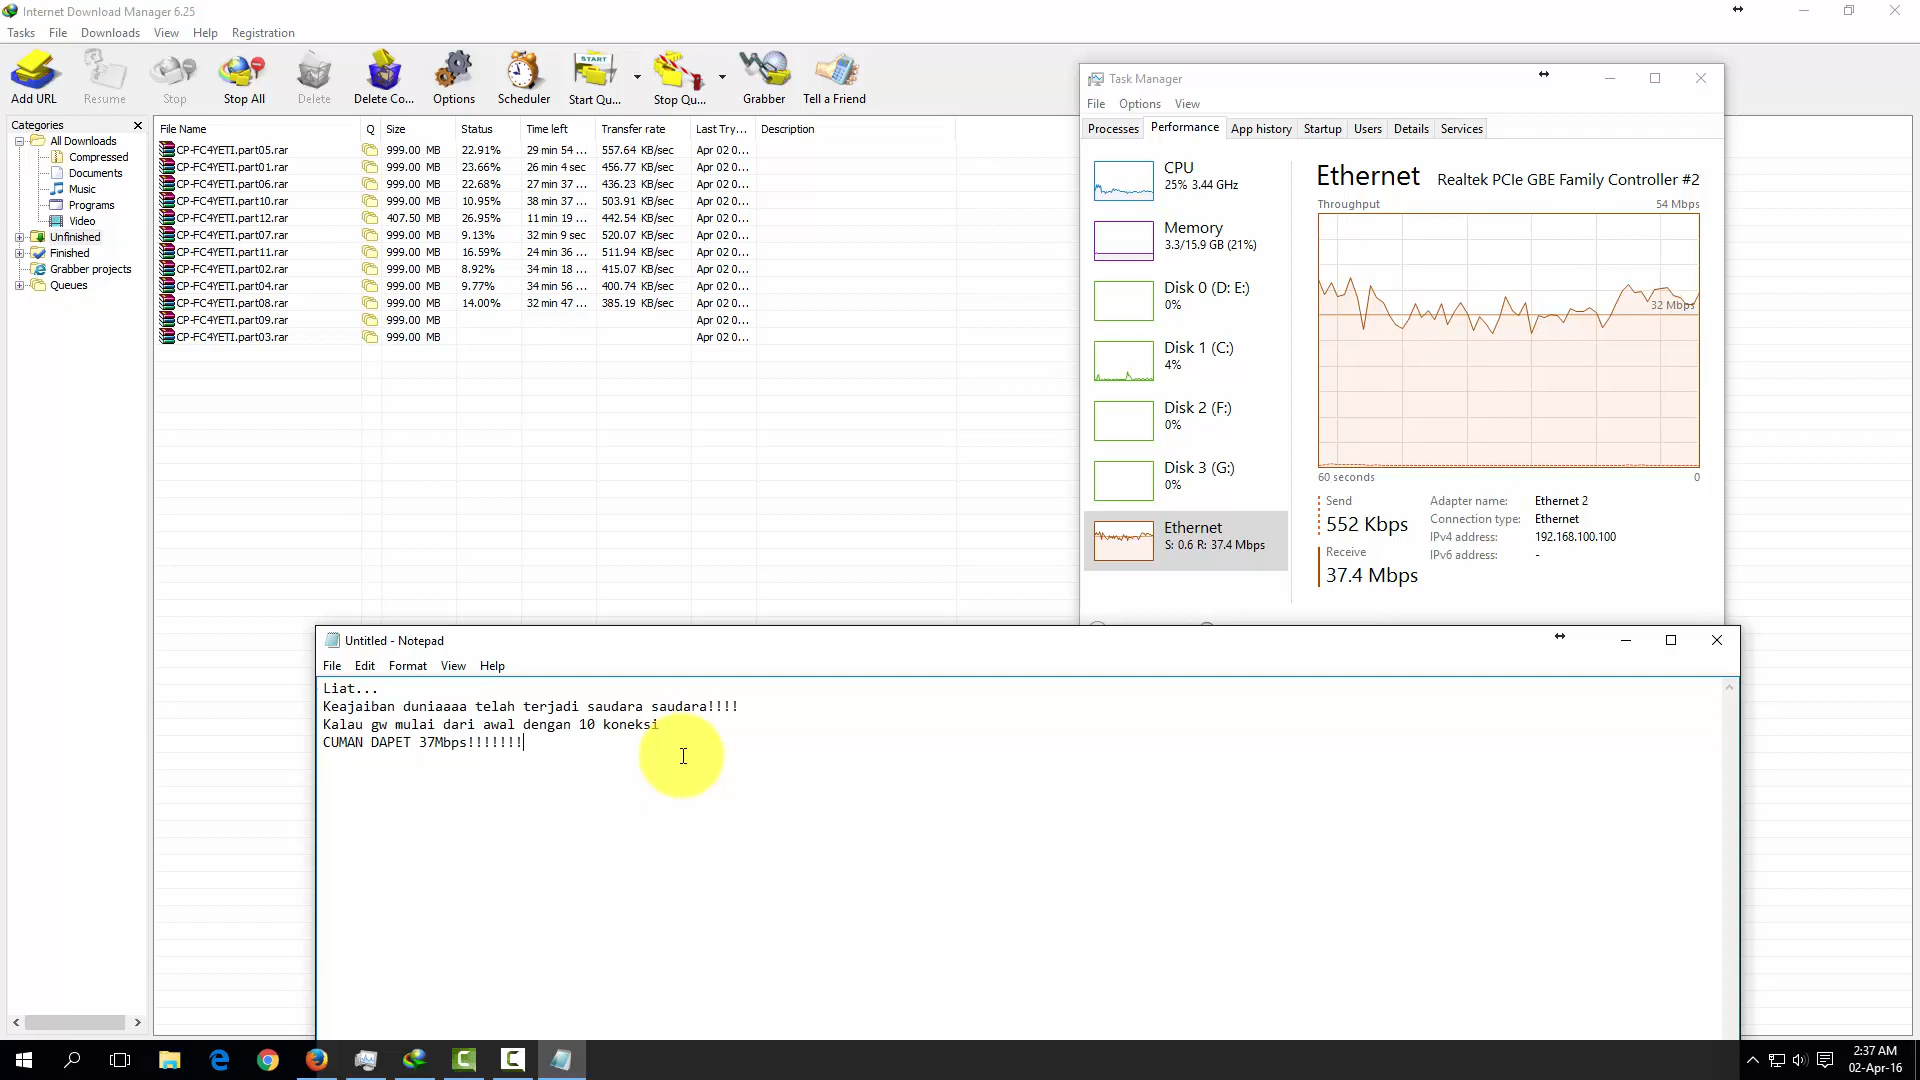 Internet Download Manager 6.25
Tasks File Downloads View Help Registration
Add URL Resume Stop Stop All Delete Delete Co... Options Scheduler Start Qu... Stop Qu... Grabber Tell a Friend
Categories
All Downloads
Compressed
Documents
Music
Programs
Video
Unfinished
Finished
Grabber projects
Queues
File Name Q Size Status Time left Transfer rate Last Try... Description
CP-FC4YETI.part05.rar 999.00 MB 22.91% 29 min 54 ... 557.64 KB/sec Apr 02 0...
CP-FC4YETI.part01.rar 999.00 MB 23.66% 26 min 4 sec 456.77 KB/sec Apr 02 0...
CP-FC4YETI.part06.rar 999.00 MB 22.68% 27 min 37 ... 436.23 KB/sec Apr 02 0...
CP-FC4YETI.part10.rar 999.00 MB 10.95% 38 min 37 ... 503.91 KB/sec Apr 02 0...
CP-FC4YETI.part12.rar 407.50 MB 26.95% 11 min 19 ... 442.54 KB/sec Apr 02 0...
CP-FC4YETI.part07.rar 999.00 MB 9.13% 32 min 9 sec 520.07 KB/sec Apr 02 0...
CP-FC4YETI.part11.rar 999.00 MB 16.59% 24 min 36 ... 511.94 KB/sec Apr 02 0...
CP-FC4YETI.part02.rar 999.00 MB 8.92% 34 min 18 ... 415.07 KB/sec Apr 02 0...
CP-FC4YETI.part04.rar 999.00 MB 9.77% 34 min 56 ... 400.74 KB/sec Apr 02 0...
CP-FC4YETI.part08.rar 999.00 MB 14.00% 32 min 47 ... 385.19 KB/sec Apr 02 0...
CP-FC4YETI.part09.rar 999.00 MB Apr 02 0...
CP-FC4YETI.part03.rar 999.00 MB Apr 02 0...
Task Manager
File Options View
Processes Performance App history Startup Users Details Services
CPU
25% 3.44 GHz
Memory
3.3/15.9 GB (21%)
Disk 0 (D: E:)
0%
Disk 1 (C:)
4%
Disk 2 (F:)
0%
Disk 3 (G:)
0%
Ethernet
S: 0.6 R: 37.4 Mbps
Ethernet Realtek PCIe GBE Family Controller #2
Throughput 54 Mbps
32 Mbps
60 seconds 0
Send
552 Kbps
Receive
37.4 Mbps
Adapter name: Ethernet 2
Connection type: Ethernet
IPv4 address: 192.168.100.100
IPv6 address: -
Untitled - Notepad
File Edit Format View Help
Liat...
Keajaiban duniaaaa telah terjadi saudara saudara!!!!
Kalau gw mulai dari awal dengan 10 koneksi
CUMAN DAPET 37Mbps!!!!!!!
2:37 AM
02-Apr-16